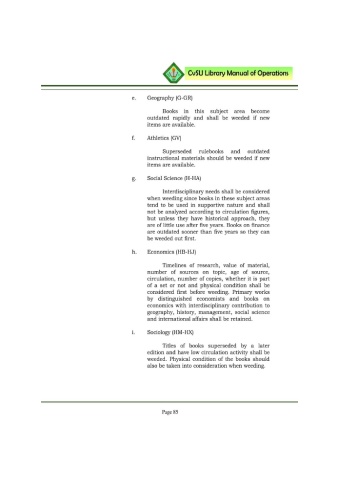 CvSU Library Manual of Operations
e. Geography (G-GR)
Books in this subject area become
outdated rapidly and shall be weeded if new
items are available.
f. Athletics (GV)
Superseded rulebooks and outdated
instructional materials should be weeded if new
items are available.
g. Social Science (H-HA)
Interdisciplinary needs shall be considered
when weeding since books in these subject areas
tend to be used in supportive nature and shall
not be analyzed according to circulation figures,
but unless they have historical approach, they
are of little use after five years. Books on finance
are outdated sooner than five years so they can
be weeded out first.
h. Economics (HB-HJ)
Timelines of research, value of material,
number of sources on topic, age of source,
circulation, number of copies, whether it is part
of a set or not and physical condition shall be
considered first before weeding. Primary works
by distinguished economists and books on
economics with interdisciplinary contribution to
geography, history, management, social science
and international affairs shall be retained.
i. Sociology (HM-HX)
Titles of books superseded by a later
edition and have low circulation activity shall be
weeded. Physical condition of the books should
also be taken into consideration when weeding.
Page 85